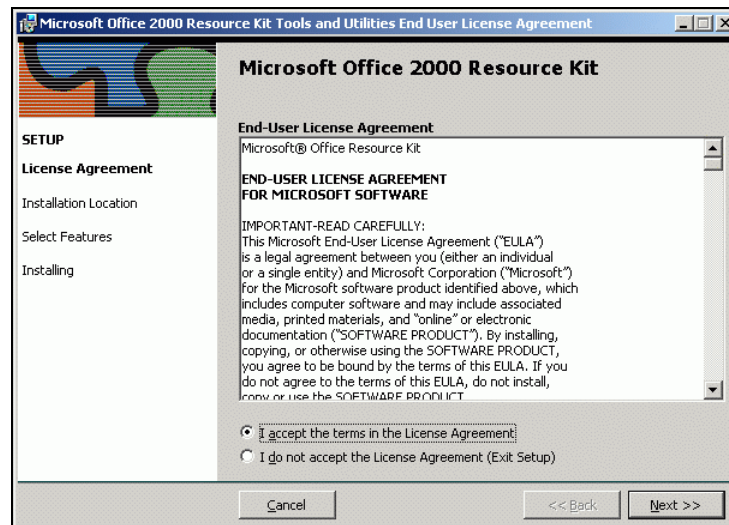 Microsoft Office 2000 Resource Kit Tools and Utilities End User License Agreement
Microsoft Office 2000 Resource Kit
SETUP
License Agreement
Installation Location
Select Features
Installing
End-User License Agreement
Microsoft® Office Resource Kit
END-USER LICENSE AGREEMENT
FOR MICROSOFT SOFTWARE
IMPORTANT-READ CAREFULLY:
This Microsoft End-User License Agreement ("EULA")
is a legal agreement between you (either an individual
or a single entity) and Microsoft Corporation ("Microsoft")
for the Microsoft software product identified above, which
includes computer software and may include associated
media, printed materials, and "online" or electronic
documentation ("SOFTWARE PRODUCT"). By installing,
copying, or otherwise using the SOFTWARE PRODUCT,
you agree to be bound by the terms of this EULA. If you
do not agree to the terms of this EULA, do not install,
copy or use the SOFTWARE PRODUCT
I accept the terms in the License Agreement
I do not accept the License Agreement (Exit Setup)
Cancel
<< Back
Next >>